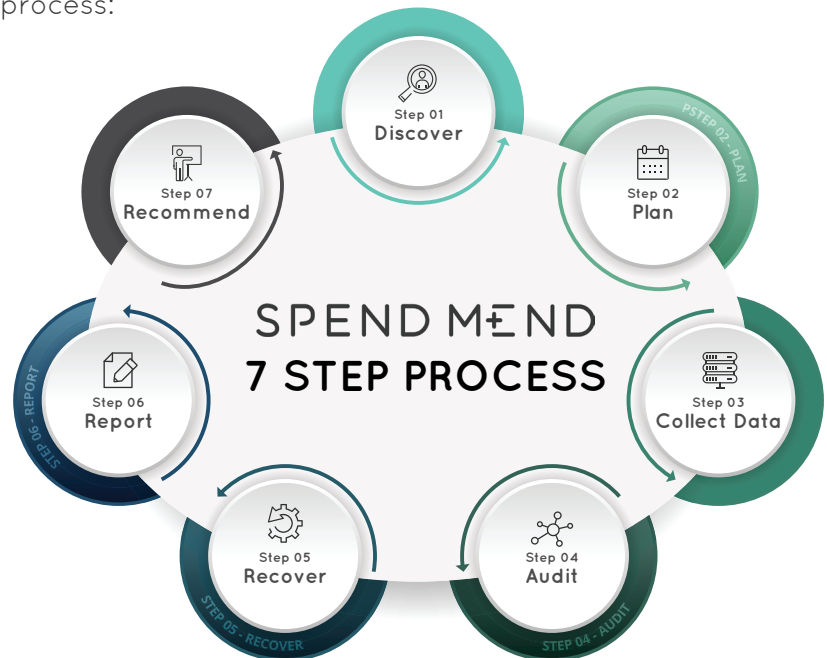 process:
Step 01
Discover
PSTEP 02 - PLAN
Step 02
Plan
Step 03
Collect Data
Step 04
Audit
STEP 04 - AUDIT
Step 05
Recover
STEP 05 - RECOVER
Step 06
Report
STEP 06 - REPORT
Step 07
Recommend
SPEND MEND
7 STEP PROCESS